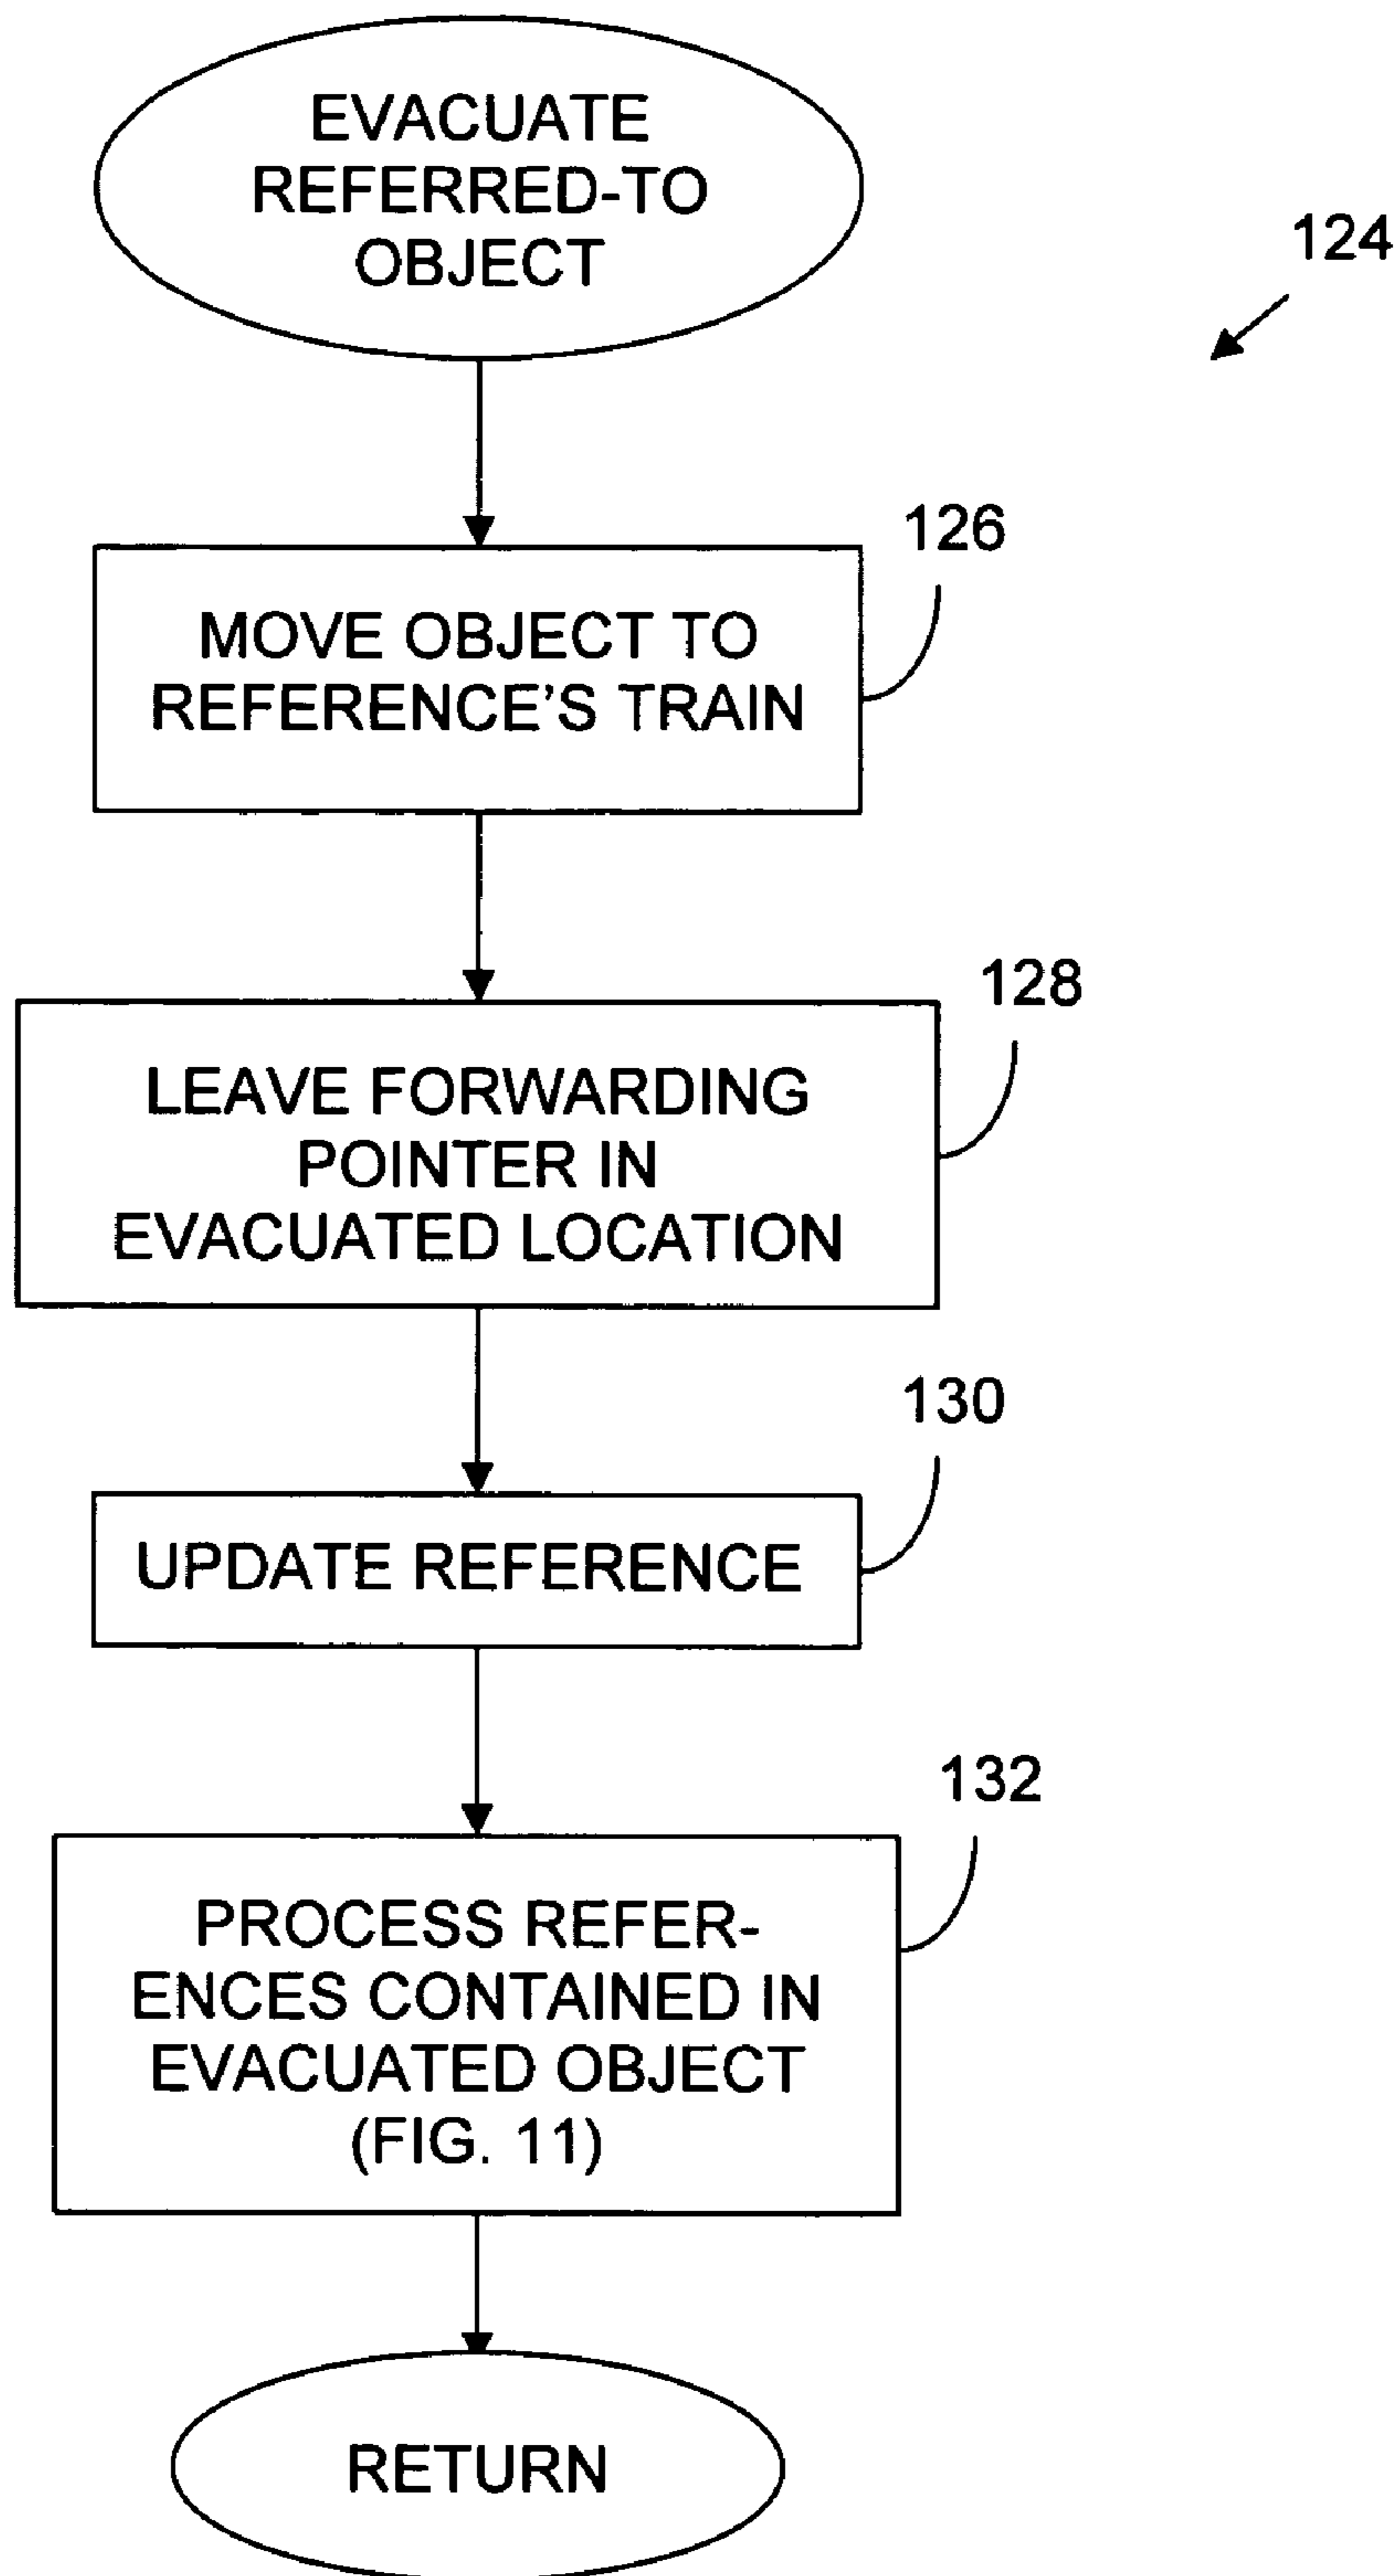 EVACUATE
REFERRED-TO
OBJECT
124
126
MOVE OBJECT TO
REFERENCE'S TRAIN
128
LEAVE FORWARDING
POINTER IN
EVACUATED LOCATION
130
UPDATE REFERENCE
132
PROCESS REFER-
ENCES CONTAINED IN
EVACUATED OBJECT
(FIG. 11)
RETURN